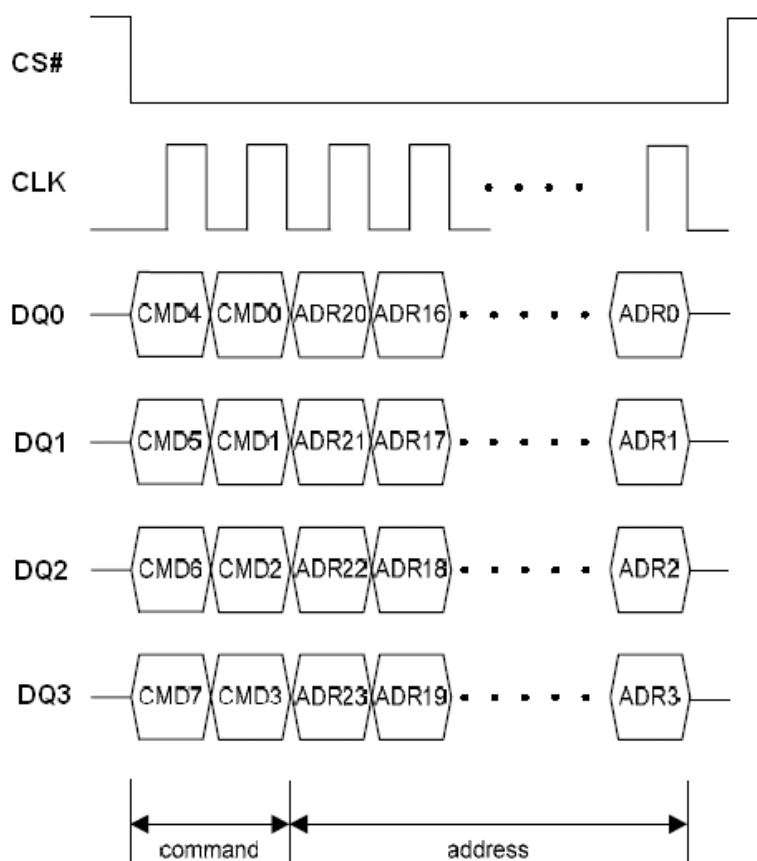 CS#
CLK
DQ0 CMD4 CMD0 ADR20 ADR16 ADR0
DQ1 CMD5 CMD1 ADR21 ADR17 ADR1
DQ2 CMD6 CMD2 ADR22 ADR18 ADR2
DQ3 CMD7 CMD3 ADR23 ADR19 ADR3
command address